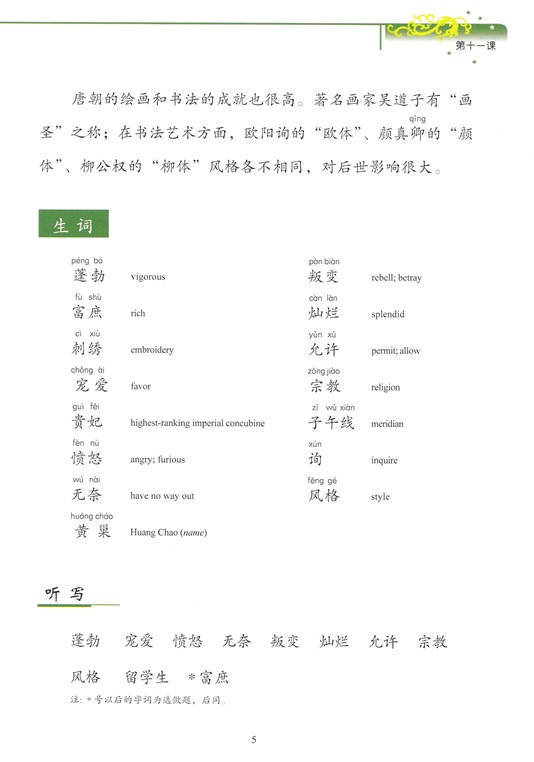 第十一课
唐朝的绘画和书法的成就也很高。著名画家吴道子有“画
圣”之称；在书法艺术方面，欧阳询的“欧体”、颜真卿的“颜
qīng
体”、柳公权的“柳体”风格各不相同，对后世影响很大。
生词
péng bó
蓬勃 vigorous
pàn biàn
叛变 rebell; betray
fù shù
富庶 rich
càn làn
灿烂 splendid
cì xiù
刺绣 embroidery
yǔn xǔ
允许 permit; allow
chǒng ài
宠爱 favor
zōng jiào
宗教 religion
guì fēi
贵妃 highest-ranking imperial concubine
zǐ wǔ xiàn
子午线 meridian
fèn nù
愤怒 angry; furious
xún
询 inquire
wú nài
无奈 have no way out
fēng gé
风格 style
huáng cháo
黄巢 Huang Chao (name)
听写
蓬勃 宠爱 愤怒 无奈 叛变 灿烂 允许 宗教
风格 留学生 *富庶
注：*号以后的字词为选做题，后同。
5